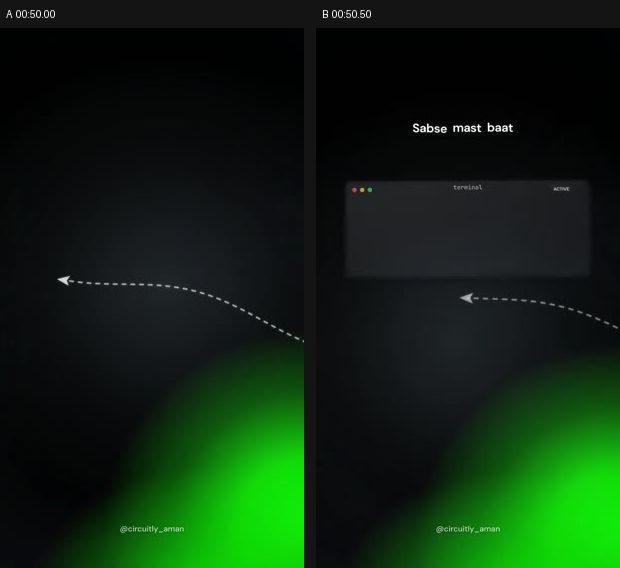 A 00:50.00
B 00:50.50
Sabse mast baat
terminal
ACTIVE
@circuitly_aman
@circuitly_aman